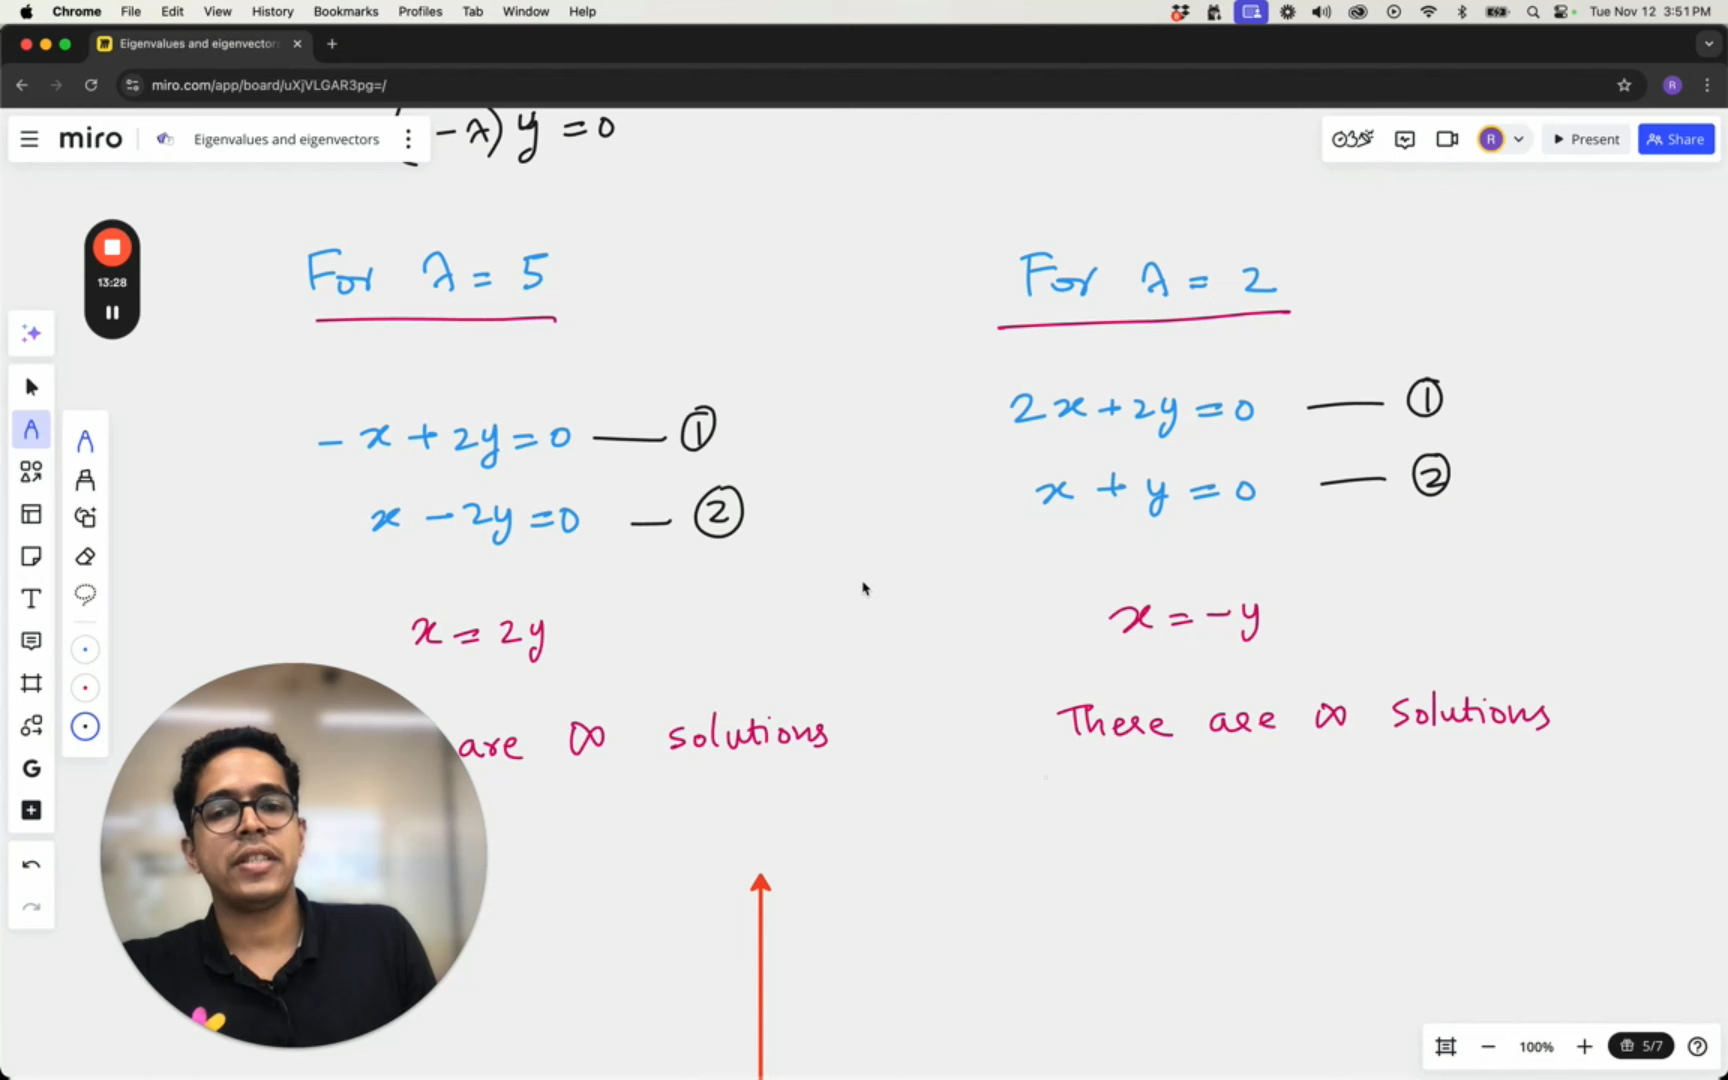 Chrome File Edit View History Bookmarks Profiles Tab Window Help Tue Nov 12 3:51 PM
Eigenvalues and eigenvector
miro.com/app/board/uXjVLGAR3pg=/
miro Eigenvalues and eigenvectors
R Present Share
-λ) y = 0
13:28
For λ = 5
-x + 2y = 0 — ①
x - 2y = 0 — ②
x = 2y
are ∞ solutions
For λ = 2
2x + 2y = 0 — ①
x + y = 0 — ②
x = -y
There are ∞ solutions
100% 5/7